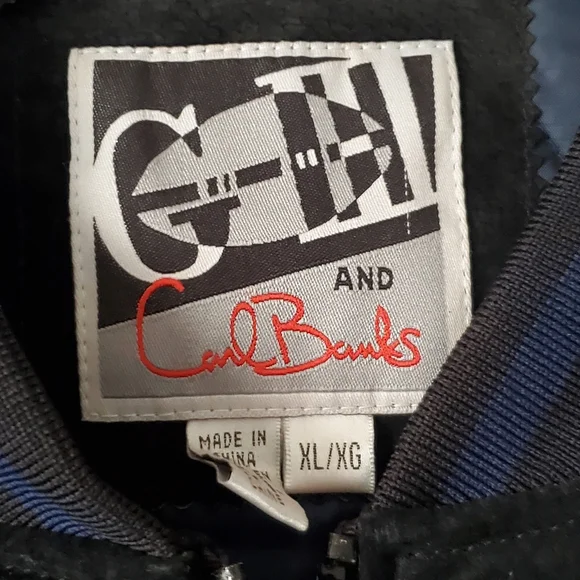 G-III
AND
Carl Banks
MADE IN
CHINA
XL/XG